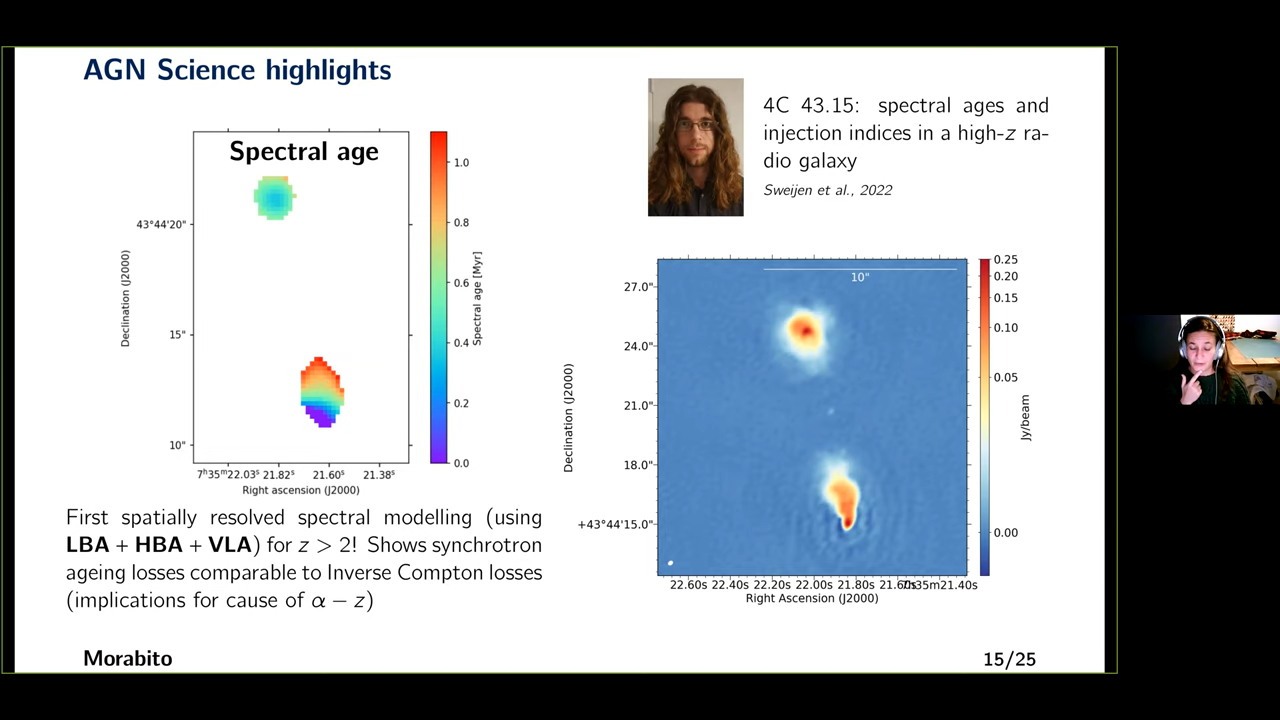 AGN Science highlights
Spectral age
43°44'20"
15"
10"
7ʰ35ᵐ22.03ˢ 21.82ˢ 21.60ˢ 21.38ˢ
Right ascension (J2000)
Declination (J2000)
1.0
0.8
0.6
0.4
0.2
0.0
Spectral age [Myr]
First spatially resolved spectral modelling (using
LBA + HBA + VLA) for z > 2! Shows synchrotron
ageing losses comparable to Inverse Compton losses
(implications for cause of α − z)
4C 43.15: spectral ages and
injection indices in a high-z ra-
dio galaxy
Sweijen et al., 2022
10"
27.0"
24.0"
21.0"
18.0"
+43°44'15.0"
Declination (J2000)
22.60s 22.40s 22.20s 22.00s 21.80s 21.60s 7h35m21.40s
Right Ascension (J2000)
0.25
0.20
0.15
0.10
0.05
0.00
Jy/beam
Morabito
15/25